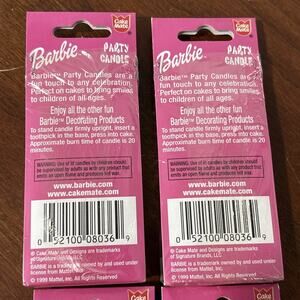 Cake Mate
Barbie
PARTY CANDLE
Barbie™ Party Candles are a
fun touch to any celebration.
Perfect on cakes to bring smiles
to children of all ages.
Enjoy all the other fun
Barbie™ Decorating Products
To stand candle firmly upright, insert a
toothpick in the base, press into cake.
Approximate burn time of candle is 20
minutes.
WARNING: Use of lit candles by children should
be supervised by adults as with any
emit an open flame and produces hot wax.
www.barbie.com
www.cakemate.com
0 52100 08036 9
® Cake Mate and Designs are trademarks
of Signature Brands, LLC
BARBIE is a trademark owned by and used under
license from Mattel, Inc.
© 1999 Mattel, Inc. All Rights Reserved
Cake Mate
Barbie
PARTY CANDLE
Barbie™ Party Candles are a
fun touch to any celebration.
Perfect on cakes to bring smiles
to children of all ages.
Enjoy all the other fun
Barbie™ Decorating Products
To stand candle firmly upright, insert a
toothpick in the base, press into cake.
Approximate burn time of candle is 20
minutes.
WARNING: Use of lit candles by children should
be supervised by adults as with any
emit an open flame and produces hot wax.
www.barbie.com
www.cakemate.com
0 52100 08036 9
® Cake Mate and Designs are trademarks
of Signature Brands, LLC
BARBIE is a trademark owned by and used under
license from Mattel, Inc.
© 1999 Mattel, Inc. All Rights Reserved
Cake
Cake